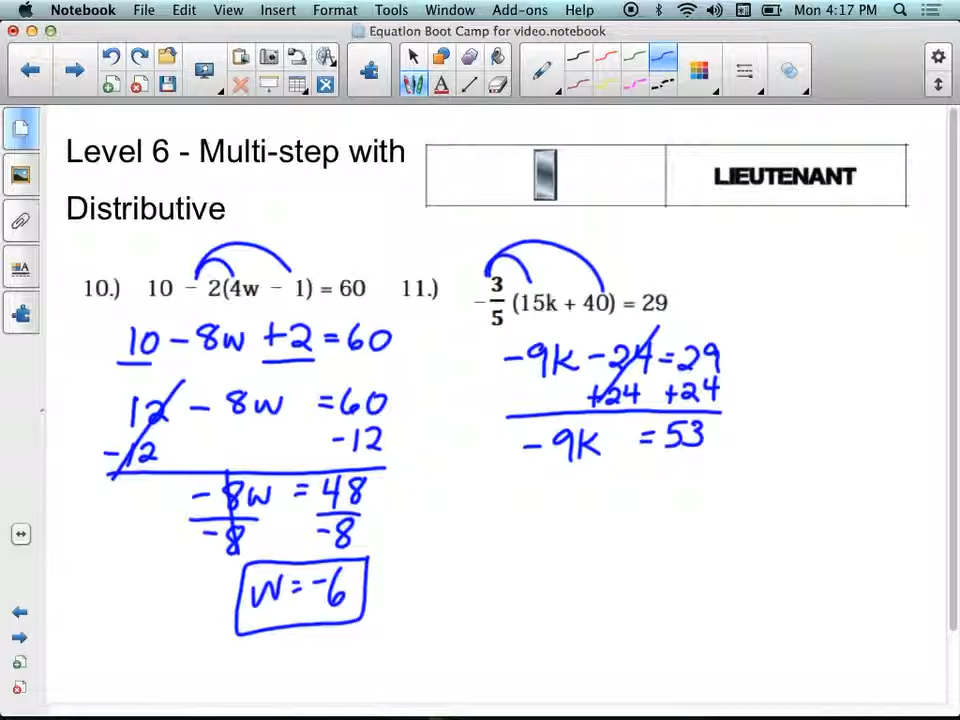 Notebook File Edit View Insert Format Tools Window Add-ons Help Mon 4:17 PM
Equation Boot Camp for video.notebook
Level 6 - Multi-step with
Distributive
LIEUTENANT
10.) 10 - 2(4w - 1) = 60
10 - 8w + 2 = 60
12 - 8w = 60
-12 -12
-8w = 48
-8 -8
w = -6
11.) -3/5 (15k + 40) = 29
-9k - 24 = 29
+24 +24
-9k = 53